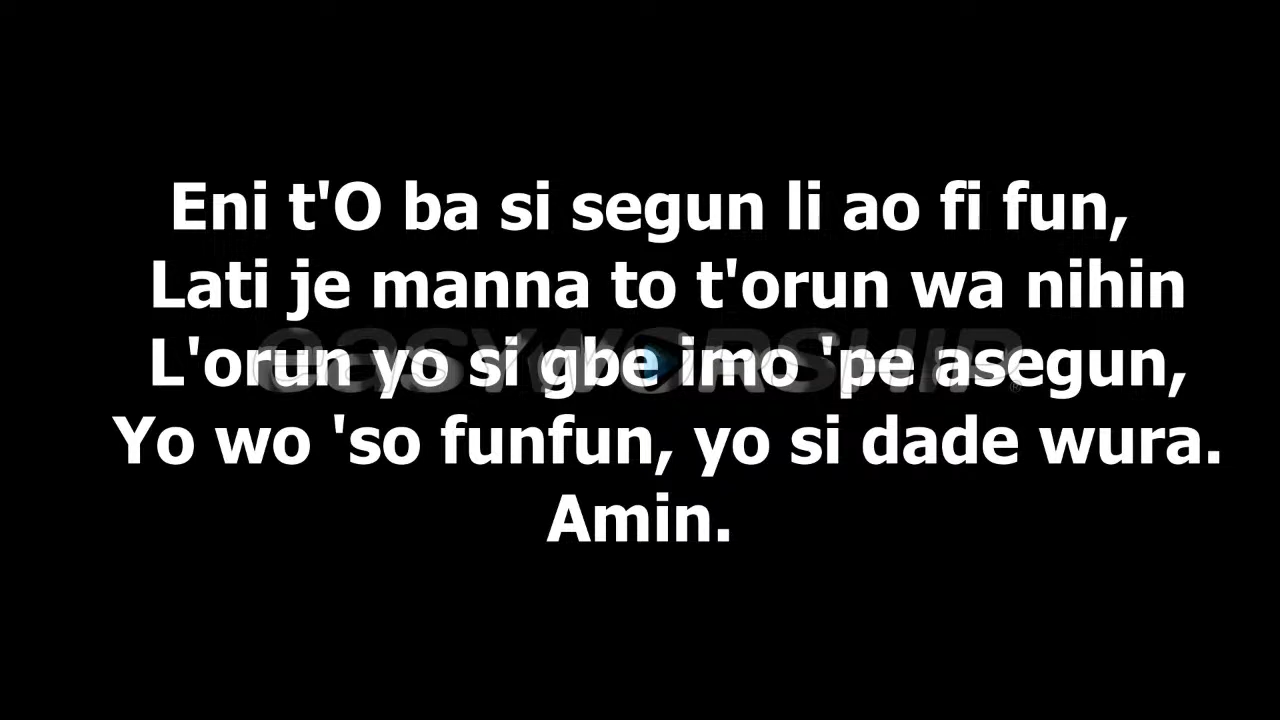 Eni t'O ba si segun li ao fi fun,
Lati je manna to t'orun wa nihin
L'orun yo si gbe imo 'pe asegun,
easyWORSHIP®
Yo wo 'so funfun, yo si dade wura.
Amin.